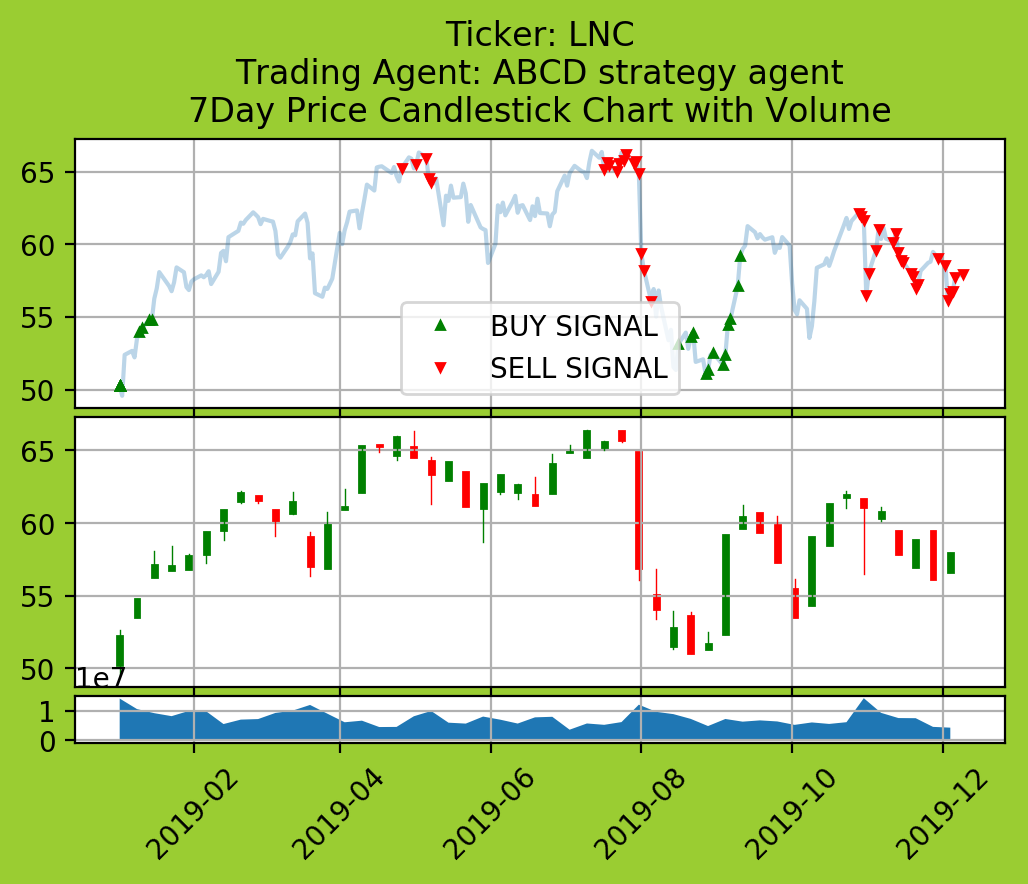 Ticker: LNC
Trading Agent: ABCD strategy agent
7Day Price Candlestick Chart with Volume
65
60
55
50
BUY SIGNAL
SELL SIGNAL
65
60
55
50
1e7
1
0
2019-02
2019-04
2019-06
2019-08
2019-10
2019-12